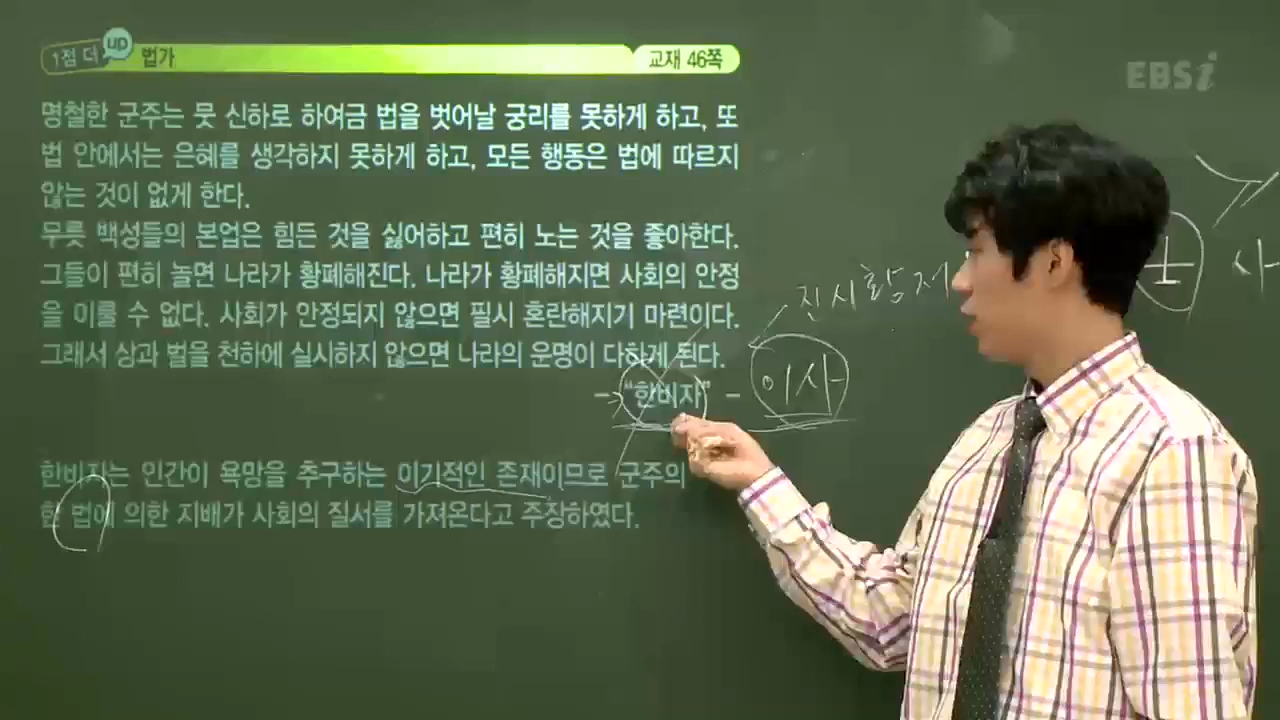 1점 더 up 법가 교재 46쪽
EBSi
명철한 군주는 뭇 신하로 하여금 법을 벗어날 궁리를 못하게 하고, 또
법 안에서는 은혜를 생각하지 못하게 하고, 모든 행동은 법에 따르지
않는 것이 없게 한다.
무릇 백성들의 본업은 힘든 것을 싫어하고 편히 노는 것을 좋아한다.
그들이 편히 놀면 나라가 황폐해진다. 나라가 황폐해지면 사회의 안정
을 이룰 수 없다. 사회가 안정되지 않으면 필시 혼란해지기 마련이다.
그래서 상과 벌을 천하에 실시하지 않으면 나라의 운명이 다하게 된다.
- "한비자" -
진시황제
이사
士 사
한비자는 인간이 욕망을 추구하는 이기적인 존재이므로 군주의
법에 의한 지배가 사회의 질서를 가져온다고 주장하였다.